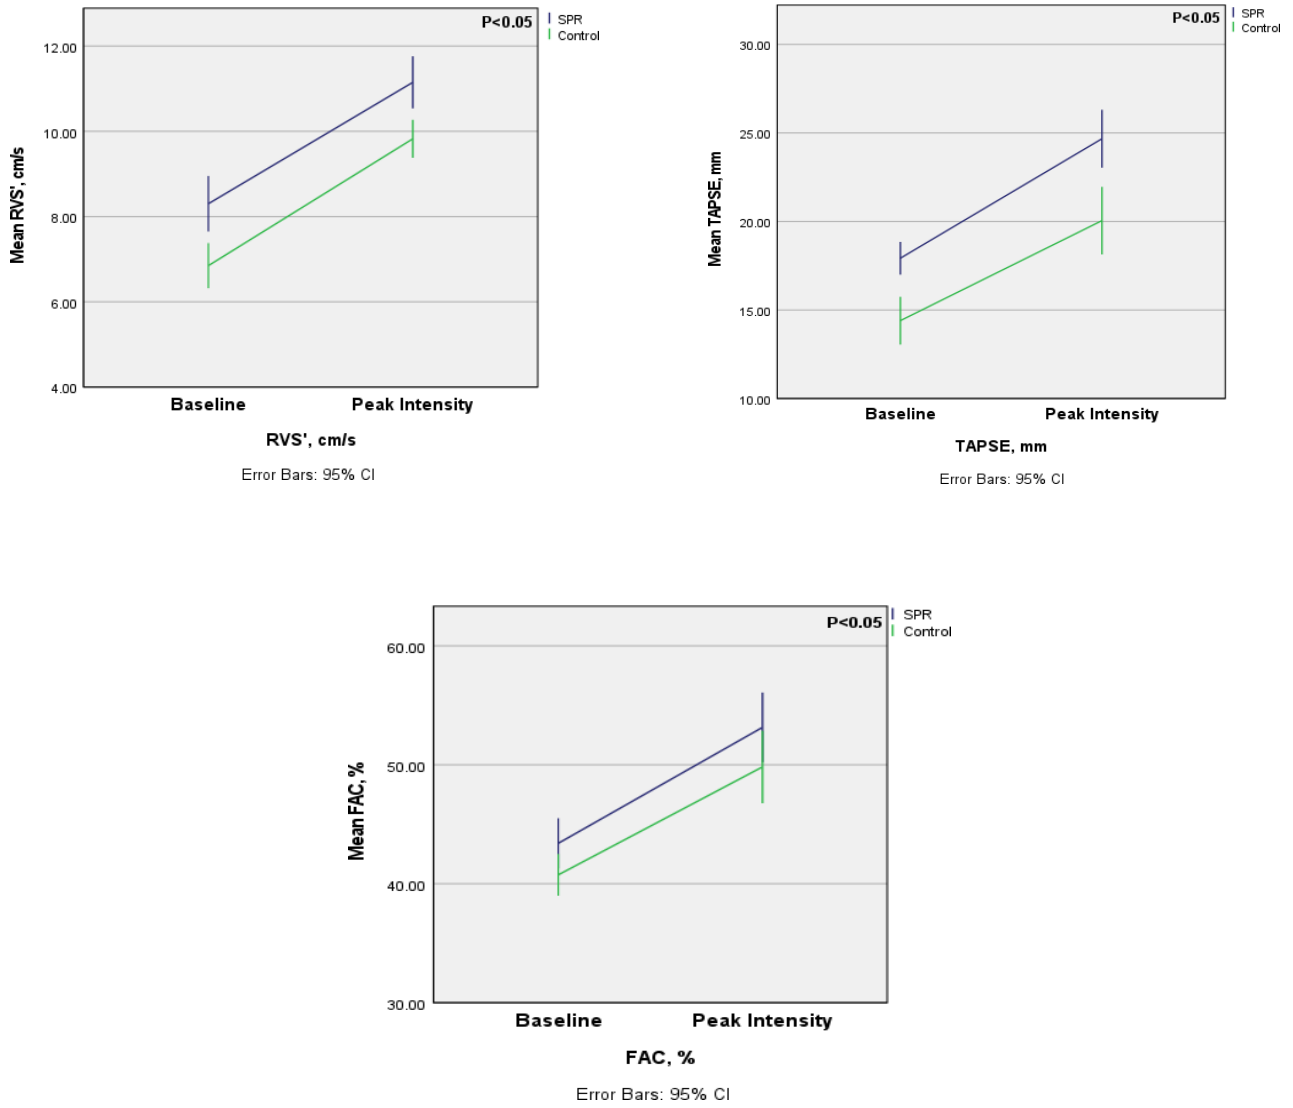 P<0.05
SPR
Control
12.00
10.00
8.00
6.00
4.00
Mean RVS', cm/s
Baseline
Peak Intensity
RVS', cm/s
Error Bars: 95% CI
P<0.05
SPR
Control
30.00
25.00
20.00
15.00
10.00
Mean TAPSE, mm
Baseline
Peak Intensity
TAPSE, mm
Error Bars: 95% CI
P<0.05
SPR
Control
60.00
50.00
40.00
30.00
Mean FAC, %
Baseline
Peak Intensity
FAC, %
Error Bars: 95% CI